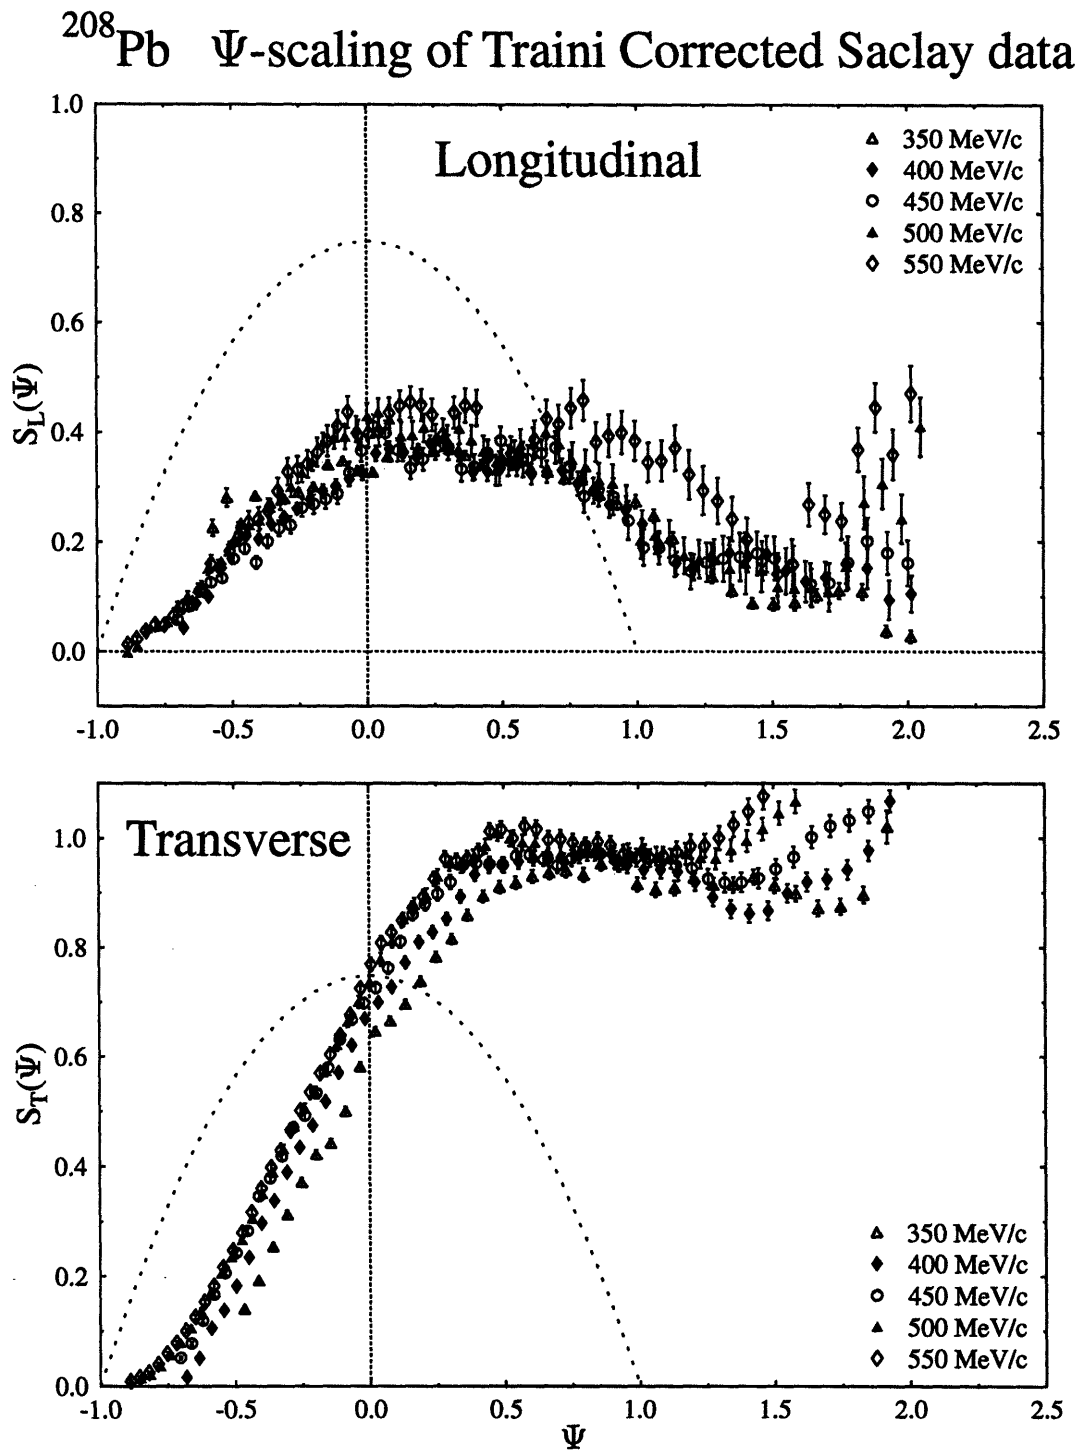 ²⁰⁸Pb Ψ-scaling of Traini Corrected Saclay data
1.0
0.8
0.6
0.4
0.2
0.0
S_L(Ψ)
Longitudinal
350 MeV/c
400 MeV/c
450 MeV/c
500 MeV/c
550 MeV/c
-1.0 -0.5 0.0 0.5 1.0 1.5 2.0 2.5
Transverse
1.0
0.8
0.6
0.4
0.2
0.0
S_T(Ψ)
350 MeV/c
400 MeV/c
450 MeV/c
500 MeV/c
550 MeV/c
-1.0 -0.5 0.0 0.5 1.0 1.5 2.0 2.5
Ψ